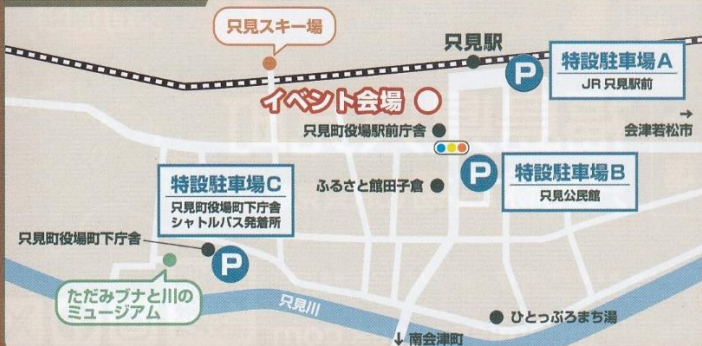 只見スキー場
只見駅
P
特設駐車場A
JR 只見駅前
イベント会場
→
会津若松市
只見町役場駅前庁舎
P
特設駐車場B
只見公民館
ふるさと館田子倉
特設駐車場C
只見町役場町下庁舎
シャトルバス発着所
只見町役場町下庁舎
P
ただみブナと川の
ミュージアム
只見川
ひとっぷろまち湯
↓南会津町